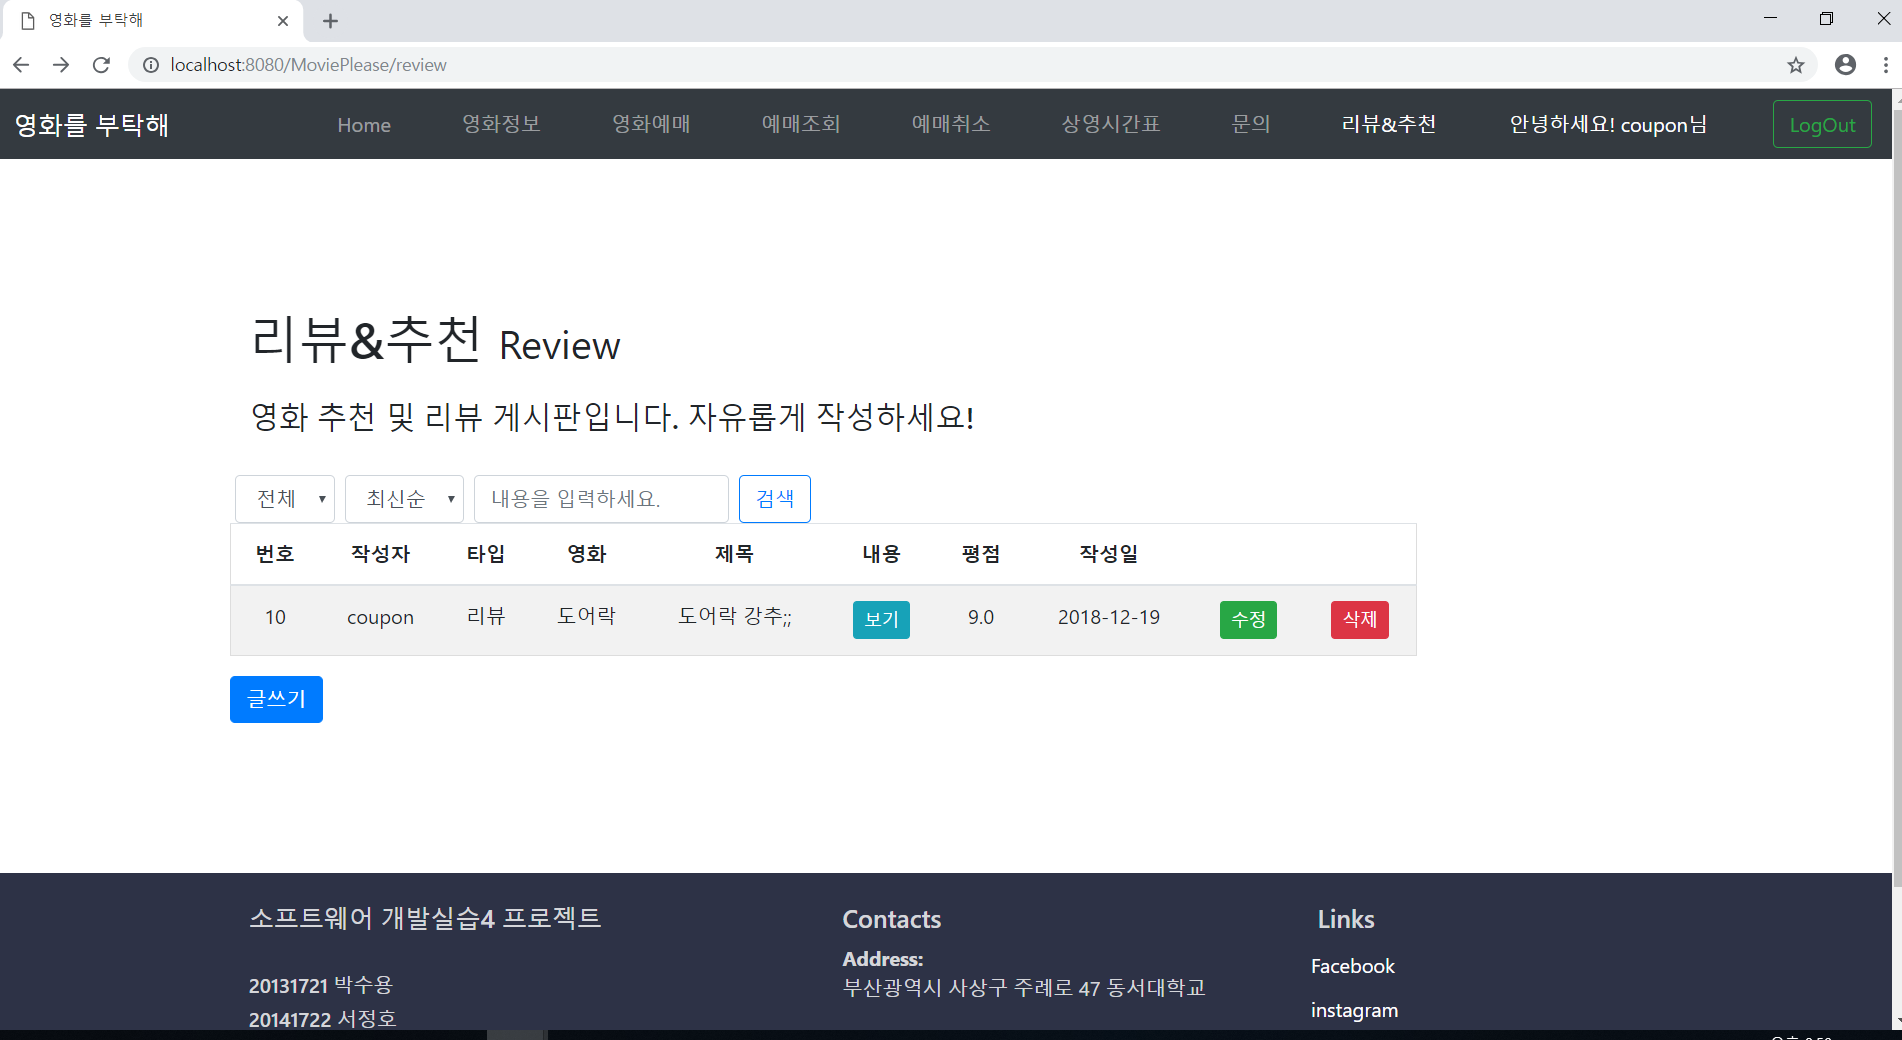 영화를 부탁해
localhost:8080/MoviePlease/review
영화를 부탁해 Home 영화정보 영화예매 예매조회 예매취소 상영시간표 문의 리뷰&추천 안녕하세요! coupon님 LogOut
리뷰&추천 Review
영화 추천 및 리뷰 게시판입니다. 자유롭게 작성하세요!
전체 최신순 내용을 입력하세요. 검색
번호 작성자 타입 영화 제목 내용 평점 작성일
10 coupon 리뷰 도어락 도어락 강추;; 보기 9.0 2018-12-19 수정 삭제
글쓰기
소프트웨어 개발실습4 프로젝트
20131721 박수용
20141722 서정호
Contacts
Address:
부산광역시 사상구 주례로 47 동서대학교
Links
Facebook
instagram